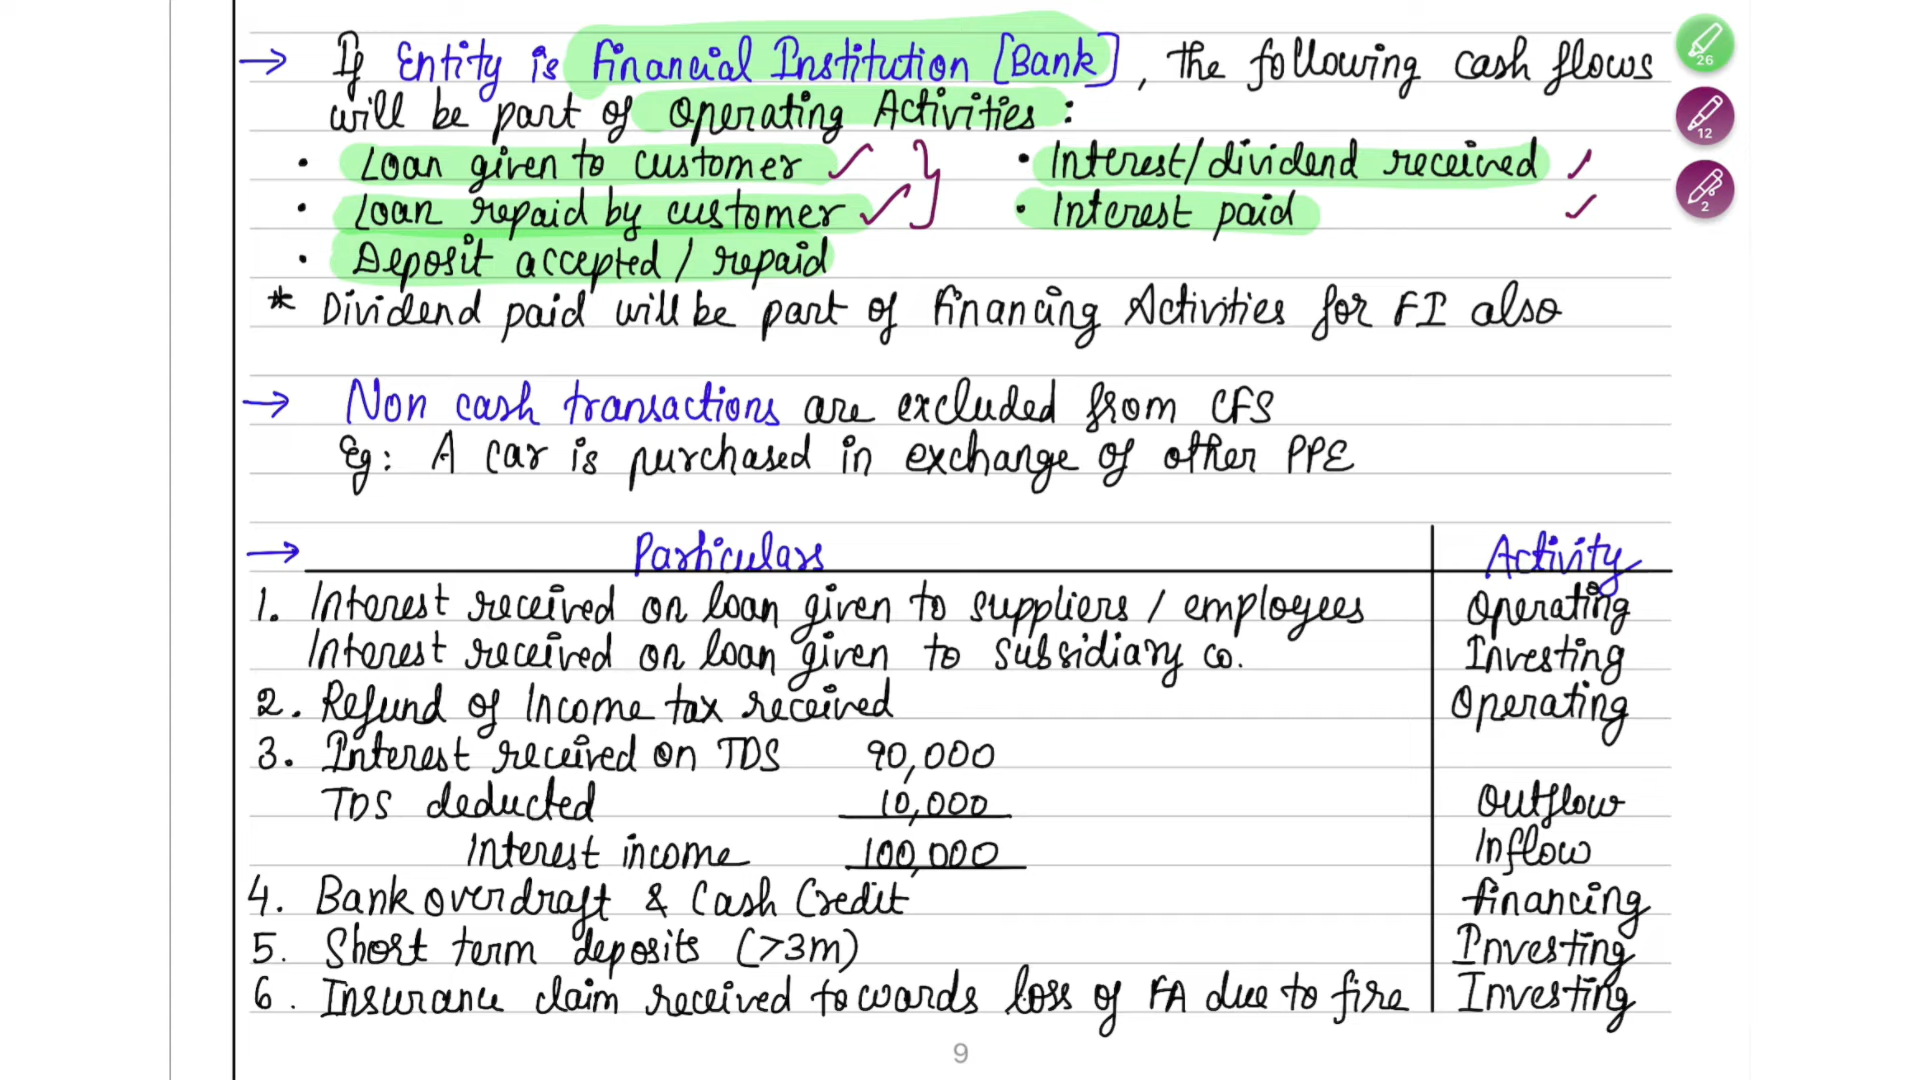 → If Entity is Financial Institution [Bank], the following cash flows
will be part of Operating Activities:
• Loan given to customer ✓ • Interest/dividend received ✓
• Loan repaid by customer ✓ • Interest paid ✓
• Deposit accepted / repaid
* Dividend paid will be part of financing Activities for FI also
→ Non cash transactions are excluded from CFS
Eg: A car is purchased in exchange of other PPE
→ Particulars Activity
1. Interest received on loan given to suppliers / employees Operating
Interest received on loan given to subsidiary co. Investing
2. Refund of Income tax received Operating
3. Interest received on TDS 90,000
TDS deducted 10,000 Outflow
Interest income 100,000 Inflow
4. Bank overdraft & Cash Credit financing
5. Short term deposits (>3m) Investing
6. Insurance claim received towards loss of FA due to fire Investing
9
26
12
2